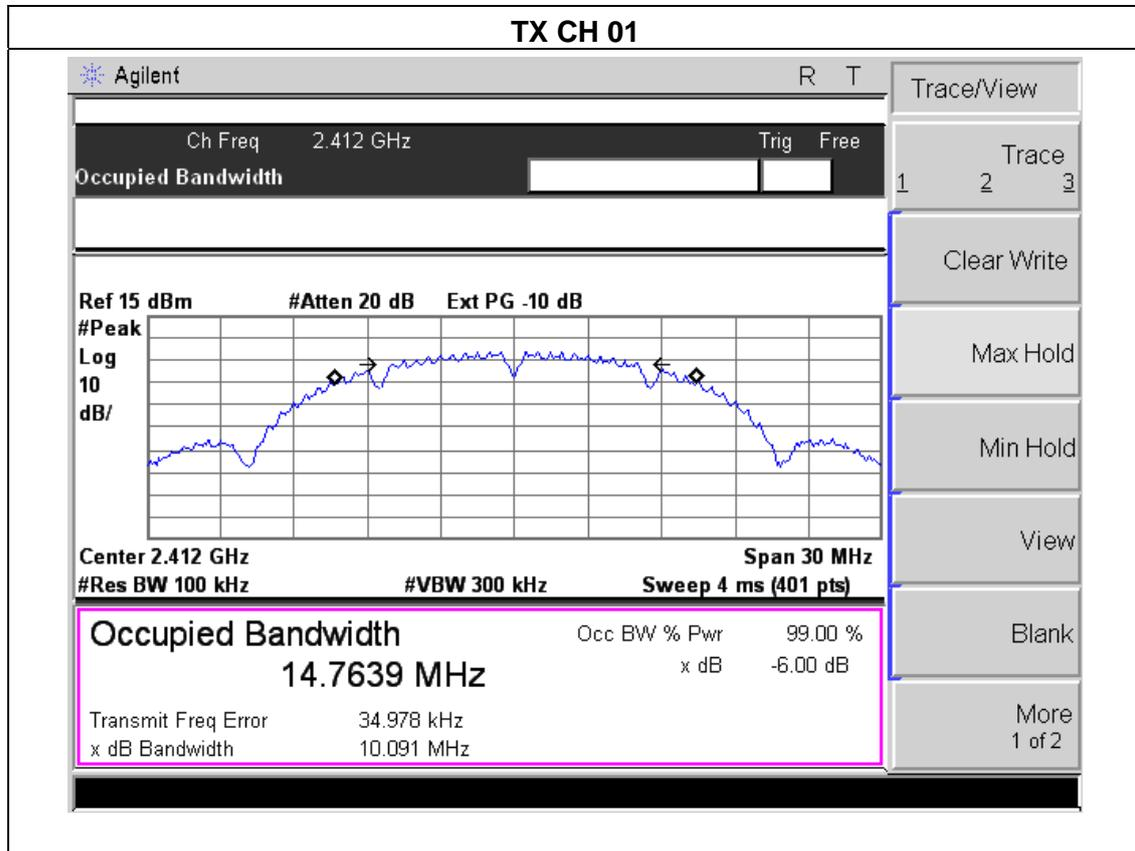 TX CH 01
Agilent R T
Trace/View
Ch Freq 2.412 GHz Trig Free
Occupied Bandwidth
Trace
1 2 3
Clear Write
Ref 15 dBm #Atten 20 dB Ext PG -10 dB
#Peak
Log
10
dB/
Max Hold
Min Hold
Center 2.412 GHz Span 30 MHz
#Res BW 100 kHz #VBW 300 kHz Sweep 4 ms (401 pts)
View
Occupied Bandwidth Occ BW % Pwr 99.00 %
14.7639 MHz x dB -6.00 dB
Blank
Transmit Freq Error 34.978 kHz
x dB Bandwidth 10.091 MHz
More
1 of 2